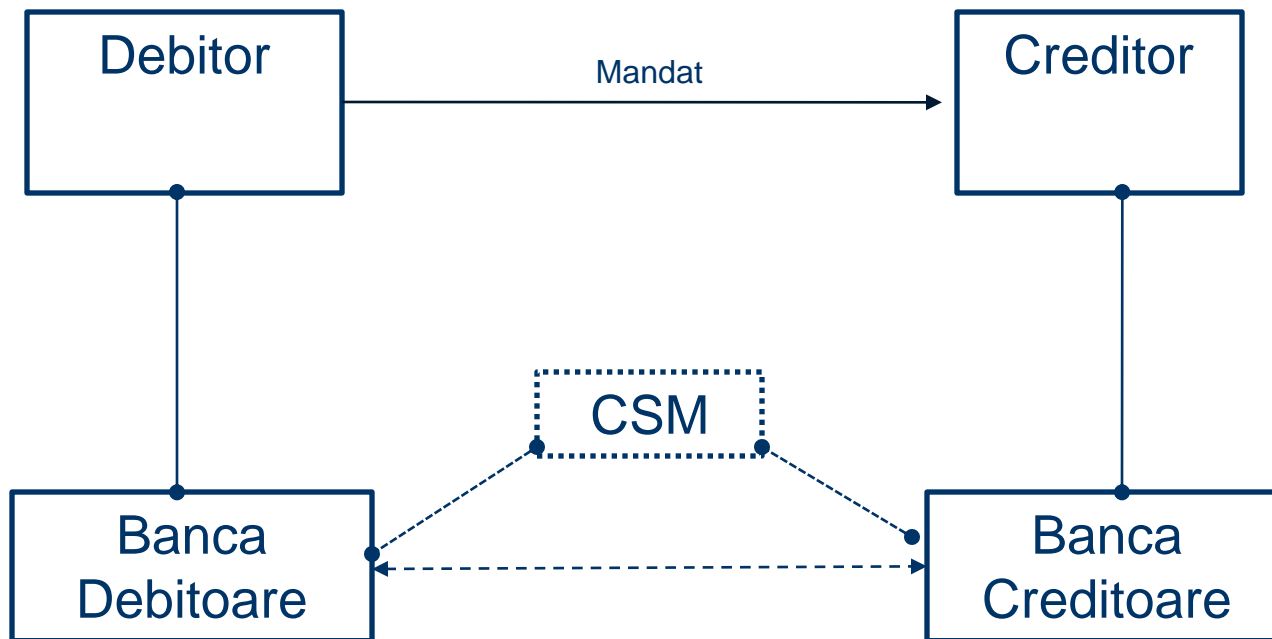 Debitor
Mandat
Creditor
CSM
Banca
Debitoare
Banca
Creditoare